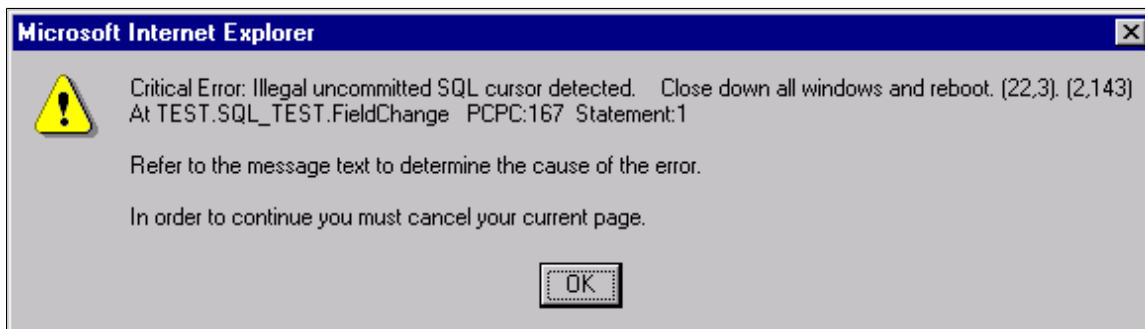 Microsoft Internet Explorer
Critical Error: Illegal uncommitted SQL cursor detected.   Close down all windows and reboot. (22,3). (2,143)
At TEST.SQL_TEST.FieldChange  PCPC:167  Statement:1
Refer to the message text to determine the cause of the error.
In order to continue you must cancel your current page.
OK